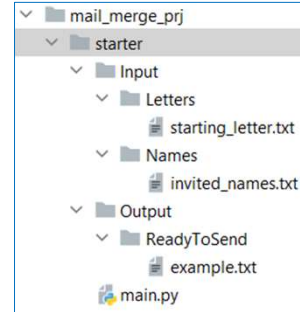 mail_merge_prj
starter
Input
Letters
starting_letter.txt
Names
invited_names.txt
Output
ReadyToSend
example.txt
main.py